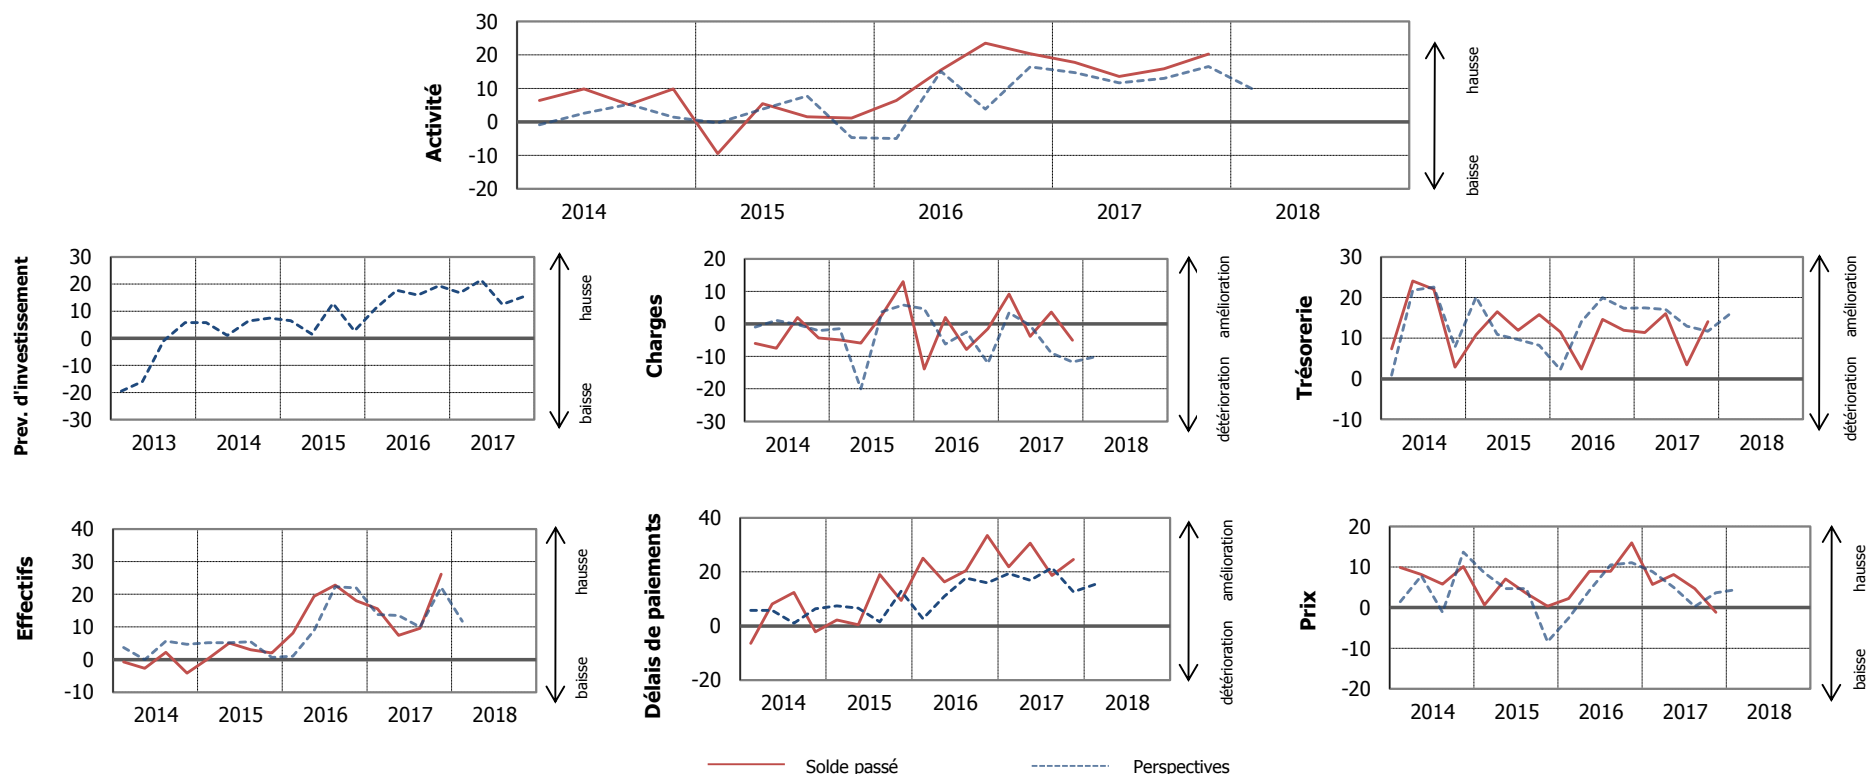 Activité
30
20
10
0
-10
-20
2014 2015 2016 2017 2018
hausse
baisse
Prev. d'investissement
30
20
10
0
-10
-20
-30
2013 2014 2015 2016 2017
hausse
baisse
Charges
20
10
0
-10
-20
-30
2014 2015 2016 2017 2018
amélioration
détérioration
Trésorerie
30
20
10
0
-10
2014 2015 2016 2017 2018
amélioration
détérioration
Effectifs
40
30
20
10
0
-10
2014 2015 2016 2017 2018
hausse
baisse
Délais de paiements
40
20
0
-20
2014 2015 2016 2017 2018
amélioration
détérioration
Prix
20
10
0
-10
-20
2014 2015 2016 2017 2018
hausse
baisse
Solde passé Perspectives